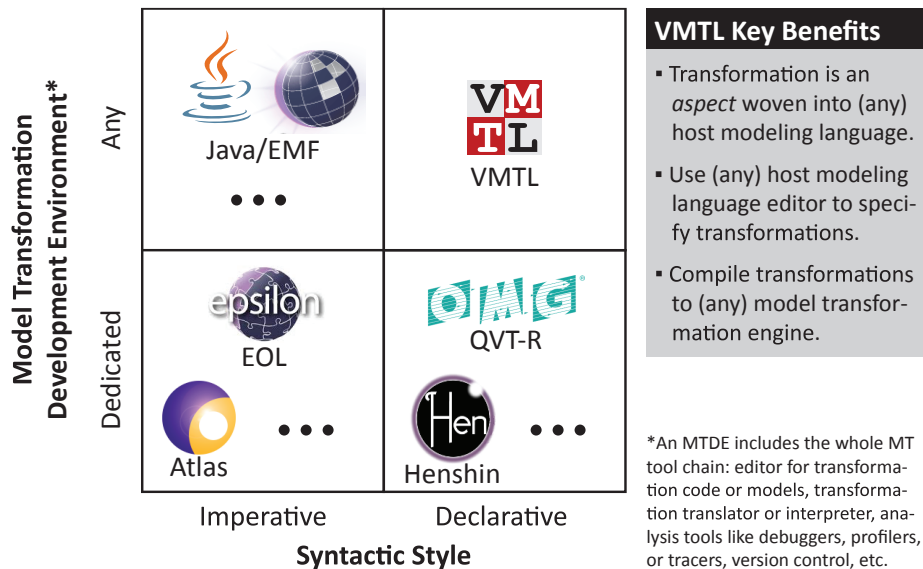 Model Transformation
Development Environment*
Any
Dedicated
Java/EMF
•••
VM
TL
VMTL
epsilon
EOL
Atlas
•••
OMG®
QVT-R
Hen
Henshin
•••
Imperative
Declarative
Syntactic Style
VMTL Key Benefits
▪ Transformation is an
aspect woven into (any)
host modeling language.
▪ Use (any) host modeling
language editor to speci-
fy transformations.
▪ Compile transformations
to (any) model transfor-
mation engine.
*An MTDE includes the whole MT
tool chain: editor for transforma-
tion code or models, transforma-
tion translator or interpreter, ana-
lysis tools like debuggers, profilers,
or tracers, version control, etc.